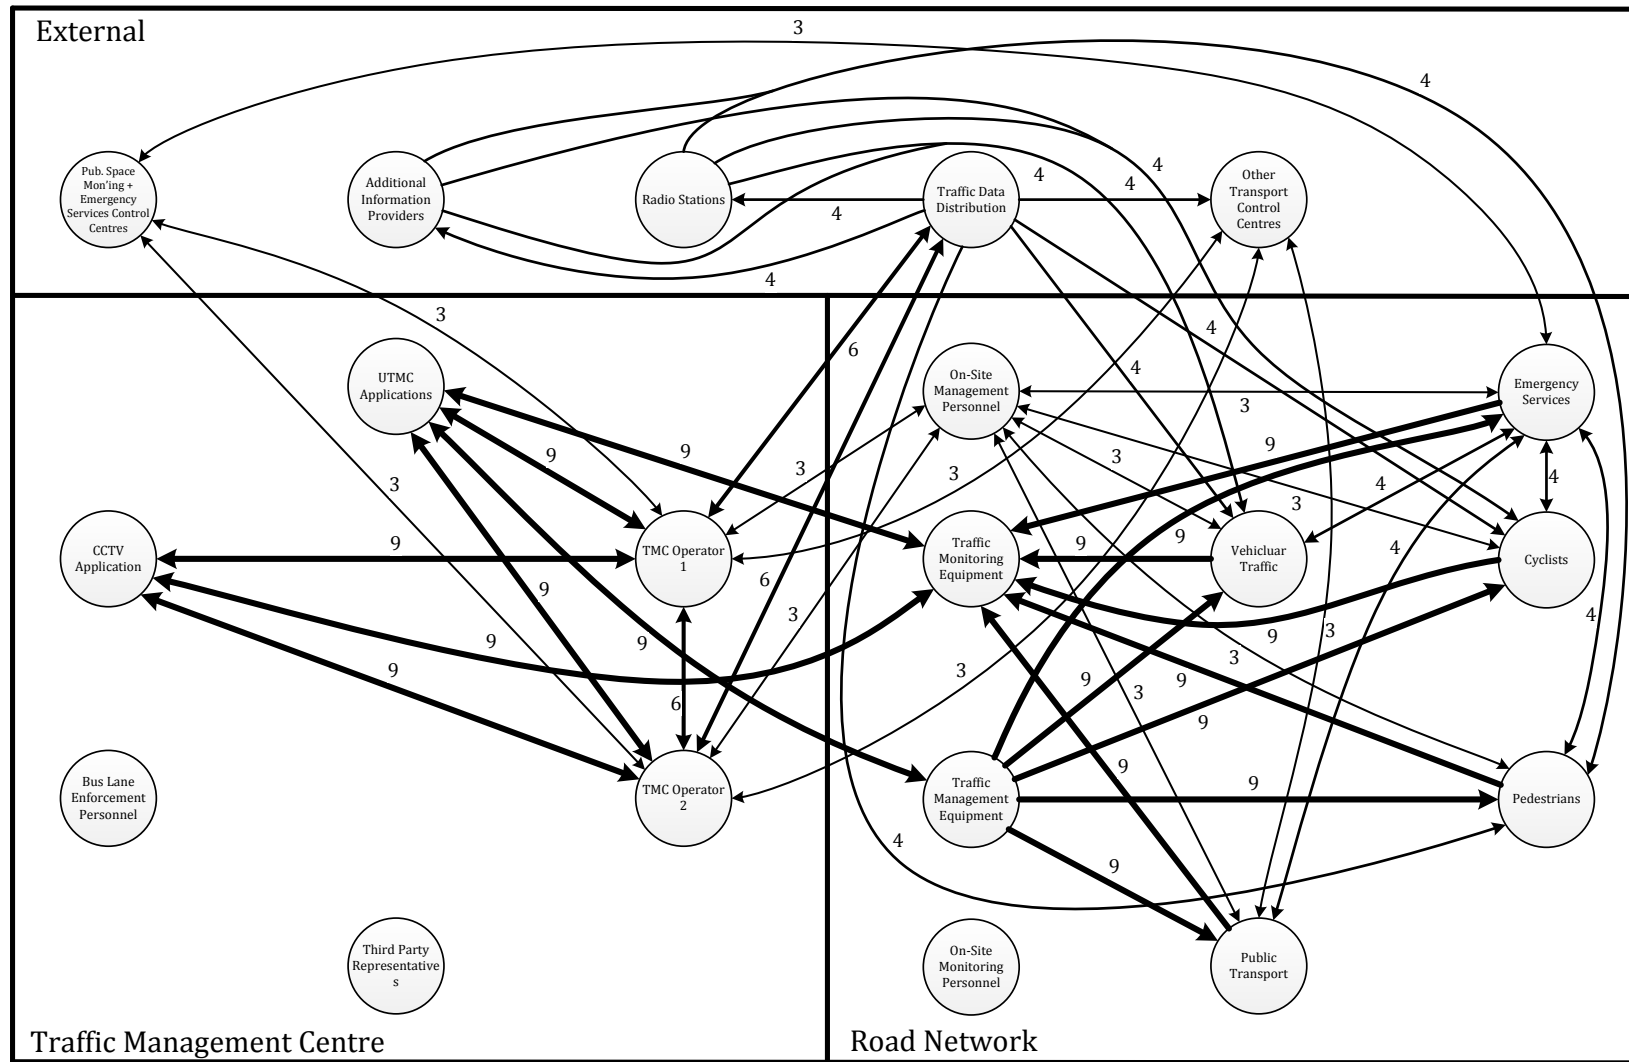 External
3
4
Pub. Space
Mon'ing +
Emergency
Services Control
Centres
Additional
Information
Providers
Radio Stations
Traffic Data
Distribution
Other
Transport
Control
Centres
4
4
4
4
4
3
UTMC
Applications
6
4
4
On-Site
Management
Personnel
3
Emergency
Services
9
9
3
3
3
9
4
4
3
3
CCTV
Application
9
TMC Operator
1
Traffic
Monitoring
Equipment
9
9
Vehicluar
Traffic
4
Cyclists
9
6
3
9
9
9
3
4
3
9
3
9
9
3
6
9
Bus Lane
Enforcement
Personnel
TMC Operator
2
Traffic
Management
Equipment
9
9
Pedestrians
4
9
Third Party
Representative
s
On-Site
Monitoring
Personnel
Public
Transport
Traffic Management Centre
Road Network